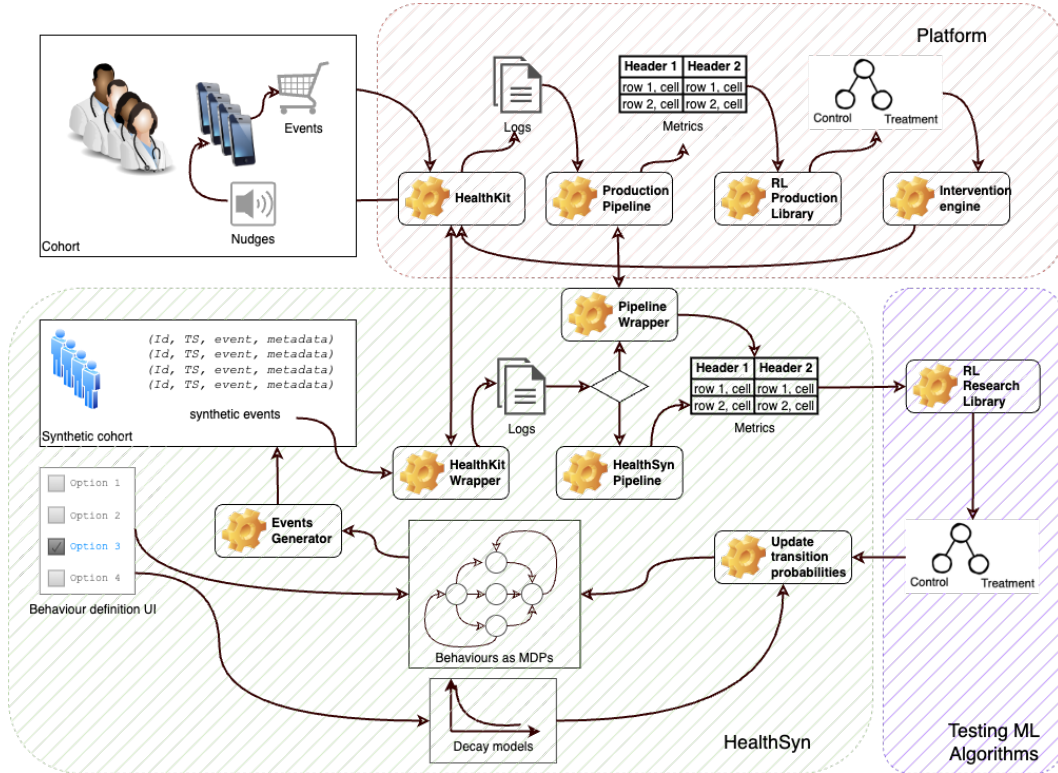 Platform
Events
Nudges
Cohort
Logs
Header 1 Header 2
row 1, cell row 1, cell
row 2, cell row 2, cell
Metrics
Control
Treatment
HealthKit
Production
Pipeline
RL
Production
Library
Intervention
engine
(Id, TS, event, metadata)
(Id, TS, event, metadata)
(Id, TS, event, metadata)
(Id, TS, event, metadata)
synthetic events
Synthetic cohort
Pipeline
Wrapper
Logs
Header 1 Header 2
row 1, cell row 1, cell
row 2, cell row 2, cell
Metrics
RL
Research
Library
HealthKit
Wrapper
HealthSyn
Pipeline
Option 1
Option 2
Option 3
Option 4
Behaviour definition UI
Events
Generator
Behaviours as MDPs
Update
transition
probabilities
Control
Treatment
Decay models
HealthSyn
Testing ML
Algorithms